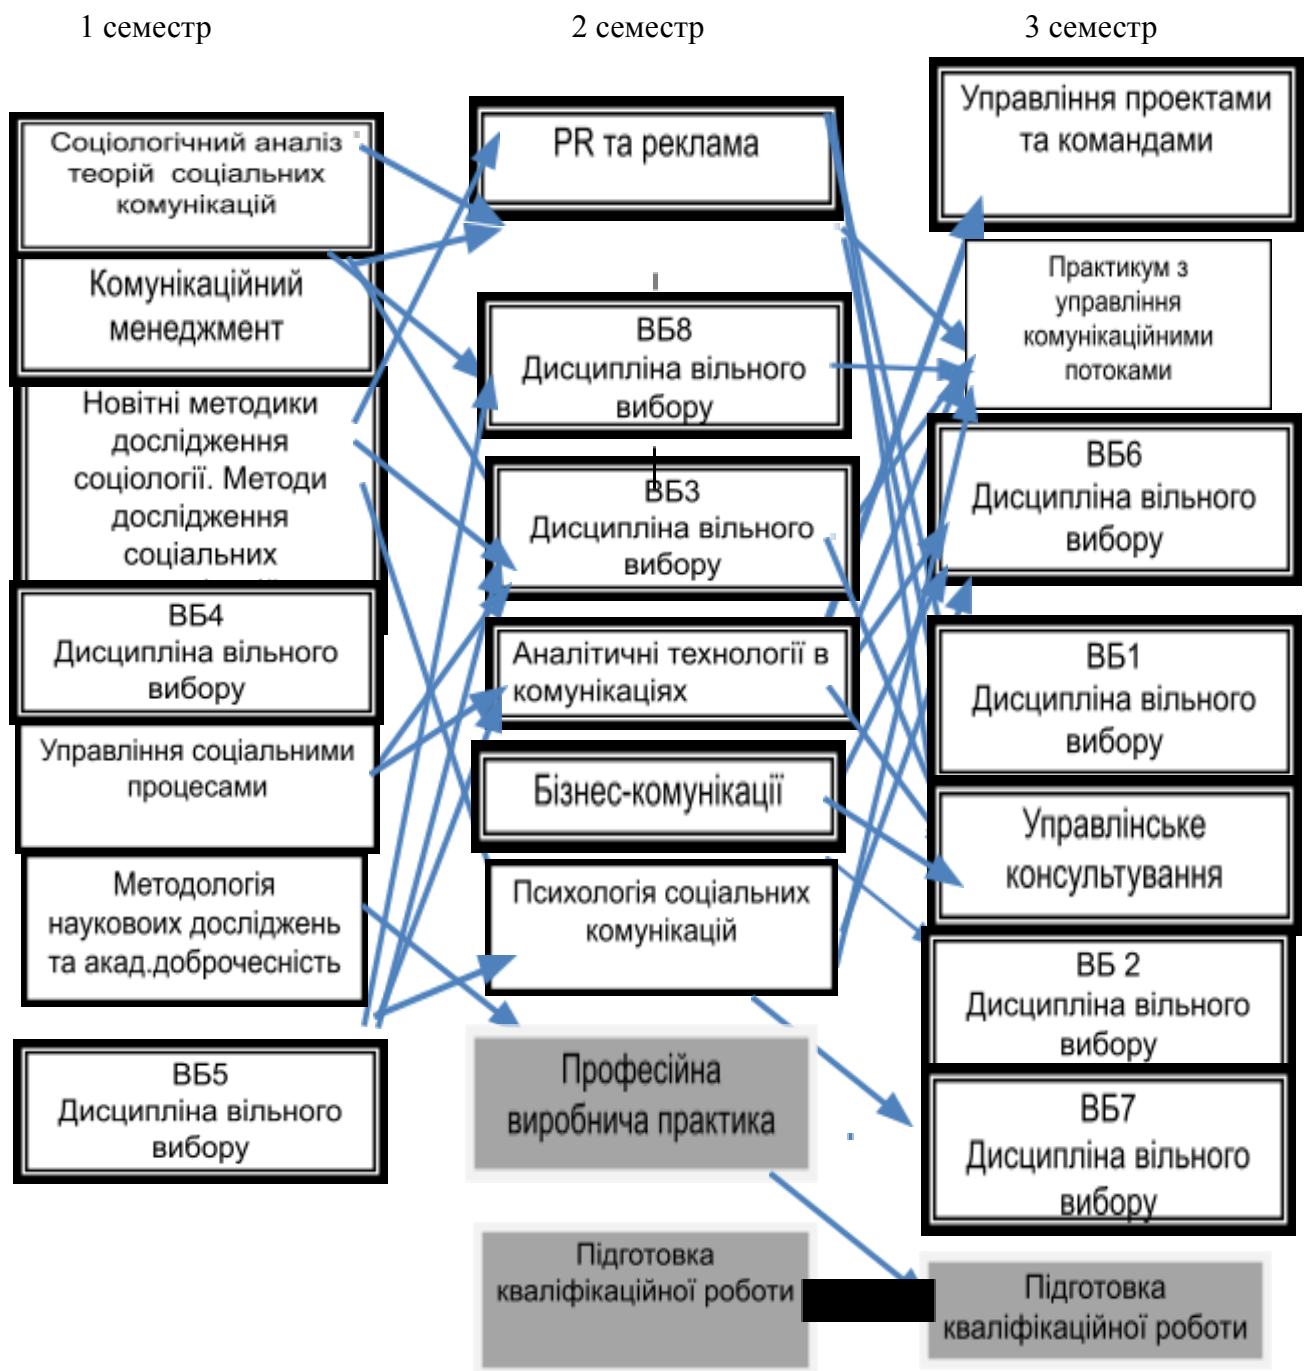 1 семестр
2 семестр
3 семестр
Соціологічний аналіз
теорій соціальних
комунікацій
Комунікаційний
менеджмент
Новітні методики
дослідження
соціології. Методи
дослідження
соціальних
ВБ4
Дисципліна вільного
вибору
Управління соціальними
процесами
Методологія
наукових досліджень
та акад.доброчесність
ВБ5
Дисципліна вільного
вибору
PR та реклама
ВБ8
Дисципліна вільного
вибору
ВБ3
Дисципліна вільного
вибору
Аналітичні технології в
комунікаціях
Бізнес-комунікації
Психологія соціальних
комунікацій
Професійна
виробнича практика
Підготовка
кваліфікаційної роботи
Управління проектами
та командами
Практикум з
управління
комунікаційними
потоками
ВБ6
Дисципліна вільного
вибору
ВБ1
Дисципліна вільного
вибору
Управлінське
консультування
ВБ 2
Дисципліна вільного
вибору
ВБ7
Дисципліна вільного
вибору
Підготовка
кваліфікаційної роботи